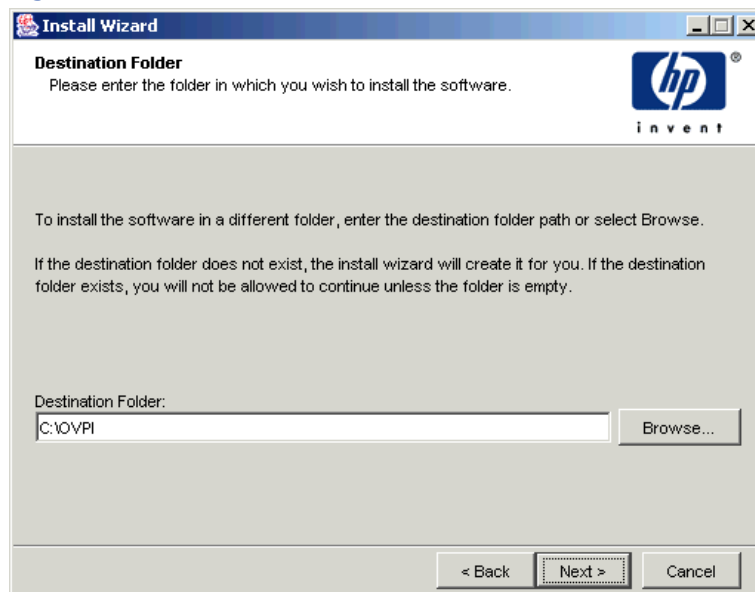 Install Wizard
Destination Folder
Please enter the folder in which you wish to install the software.
hp
®
invent
To install the software in a different folder, enter the destination folder path or select Browse.
If the destination folder does not exist, the install wizard will create it for you. If the destination
folder exists, you will not be allowed to continue unless the folder is empty.
Destination Folder:
C:\OVPI
Browse...
< Back
Next >
Cancel